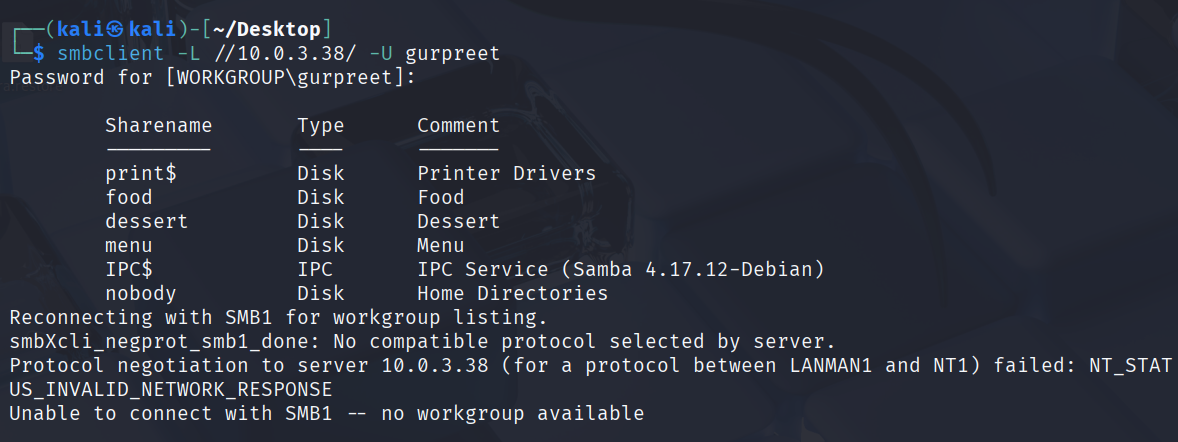 ┌──(kali㉿kali)-[~/Desktop]
└─$ smbclient -L //10.0.3.38/ -U gurpreet
Password for [WORKGROUP\gurpreet]:
Sharename Type Comment
--------- ---- -------
print$ Disk Printer Drivers
food Disk Food
dessert Disk Dessert
menu Disk Menu
IPC$ IPC IPC Service (Samba 4.17.12-Debian)
nobody Disk Home Directories
Reconnecting with SMB1 for workgroup listing.
smbXcli_negprot_smb1_done: No compatible protocol selected by server.
Protocol negotiation to server 10.0.3.38 (for a protocol between LANMAN1 and NT1) failed: NT_STAT
US_INVALID_NETWORK_RESPONSE
Unable to connect with SMB1 -- no workgroup available